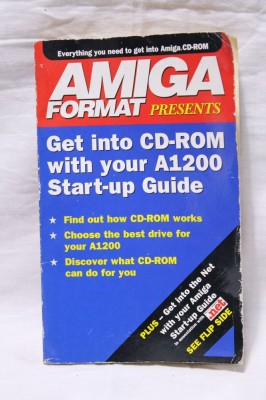 Everything you need to get into Amiga CD-ROM
AMIGA
FORMAT PRESENTS
Get into CD-ROM
with your A1200
Start-up Guide
★ Find out how CD-ROM works
★ Choose the best drive for
your A1200
★ Discover what CD-ROM
can do for you
PLUS – Get into the Net
with your Amiga
Start-up Guide
In association with .net
SEE FLIP SIDE